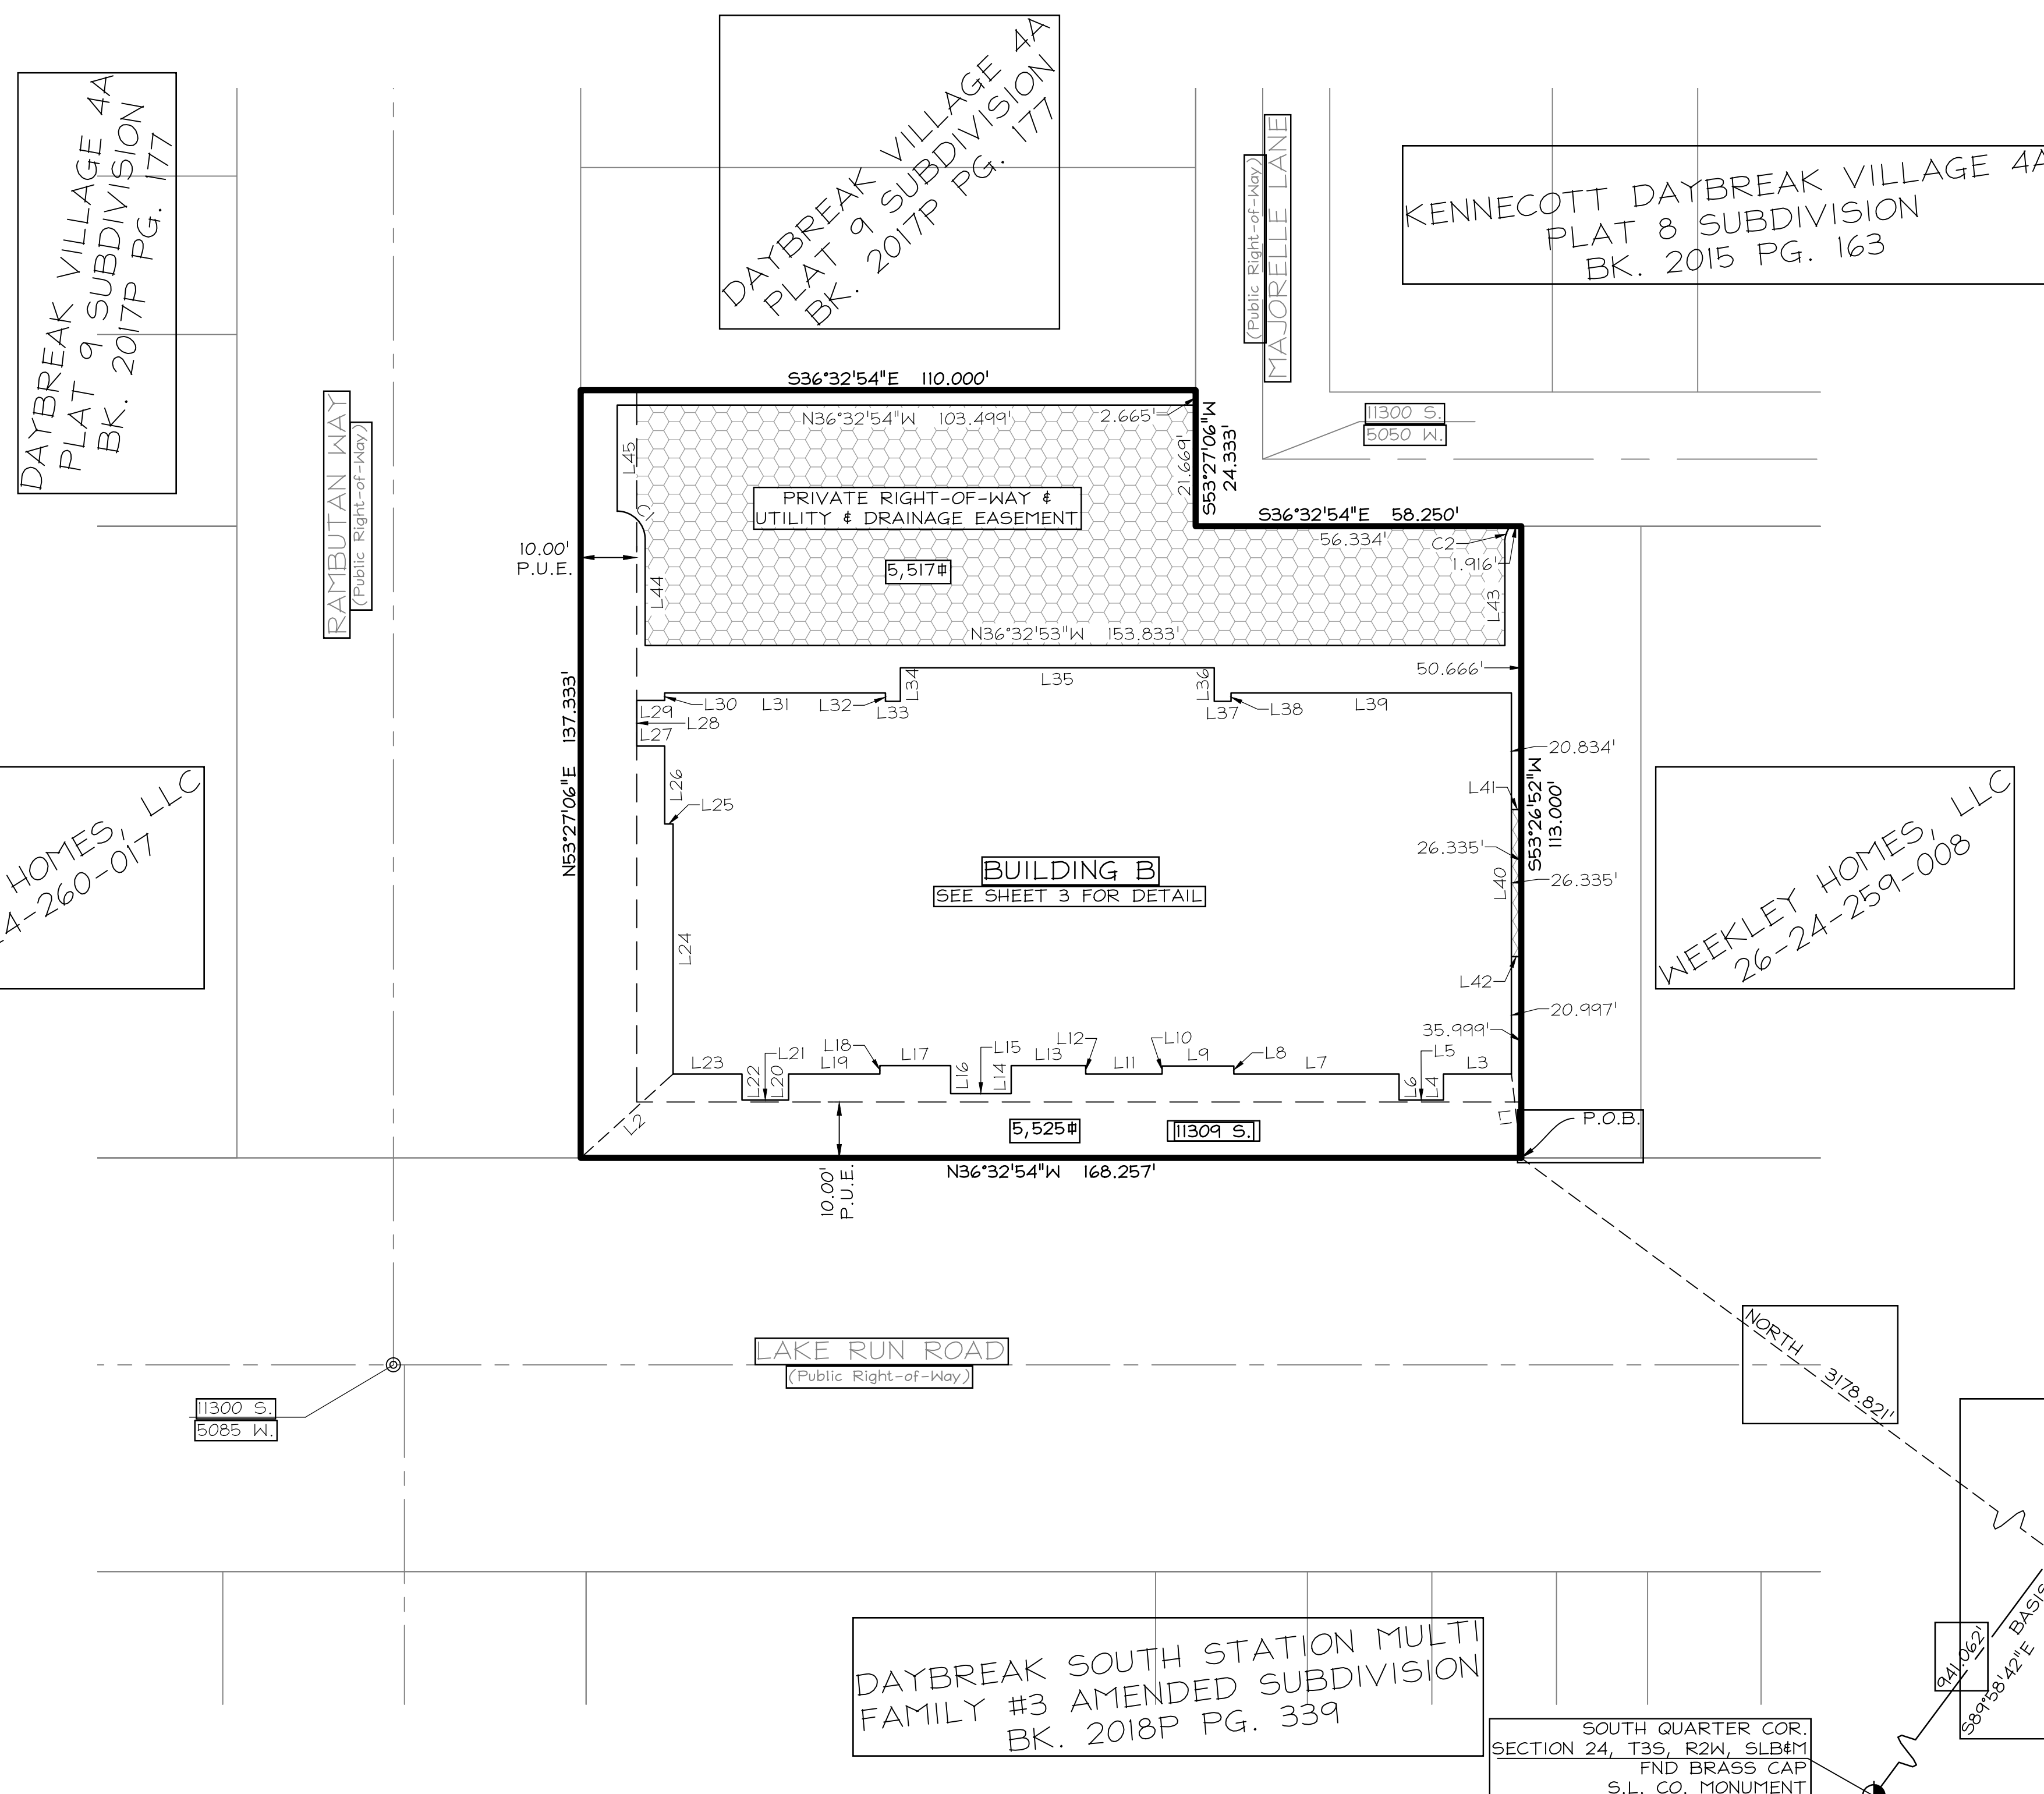 DAYBREAK VILLAGE 4A
PLAT 9 SUBDIVISION
BK. 2017P PG. 177
DAYBREAK VILLAGE 4A
PLAT 9 SUBDIVISION
BK. 2017P PG. 177
(Public Right-of-Way)
MAJORELLE LANE
KENNECOTT DAYBREAK VILLAGE 4A
PLAT 8 SUBDIVISION
BK. 2015 PG. 163
RAMBUTAN WAY
(Public Right-of-Way)
S36°32'54"E 110.000'
N36°32'54"W 103.499'
2.665'
21.669'
S53°27'06"W
24.333'
11300 S.
5050 W.
L45
C1
PRIVATE RIGHT-OF-WAY &
UTILITY & DRAINAGE EASEMENT
S36°32'54"E 58.250'
56.334'
C2
1.916'
10.00'
P.U.E.
5,517
L44
L43
N36°32'53"W 153.833'
50.666'
L34
L35
L36
L30
L31
L32
L33
L37
L38
L39
L29
L28
L27
N53°27'06"E 137.333'
20.834'
L26
L25
L41
S53°26'52"W
113.000'
26.335'
26.335'
L40
HOMES, LLC
4-260-017
BUILDING B
SEE SHEET 3 FOR DETAIL
WEEKLEY HOMES, LLC
26-24-259-008
L24
L42
20.997'
35.999'
L23
L22
L21
L20
L19
L18
L17
L16
L15
L14
L13
L12
L11
L10
L9
L8
L7
L6
L5
L4
L3
L2
L1
5,525
11309 S.
P.O.B.
10.00'
P.U.E.
N36°32'54"W 168.257'
NORTH 3178.821'
LAKE RUN ROAD
(Public Right-of-Way)
11300 S.
5085 W.
DAYBREAK SOUTH STATION MULTI
FAMILY #3 AMENDED SUBDIVISION
BK. 2018P PG. 339
941.062'
BASIS
S89°58'42"E
SOUTH QUARTER COR.
SECTION 24, T3S, R2W, SLB&M
FND BRASS CAP
S.L. CO. MONUMENT